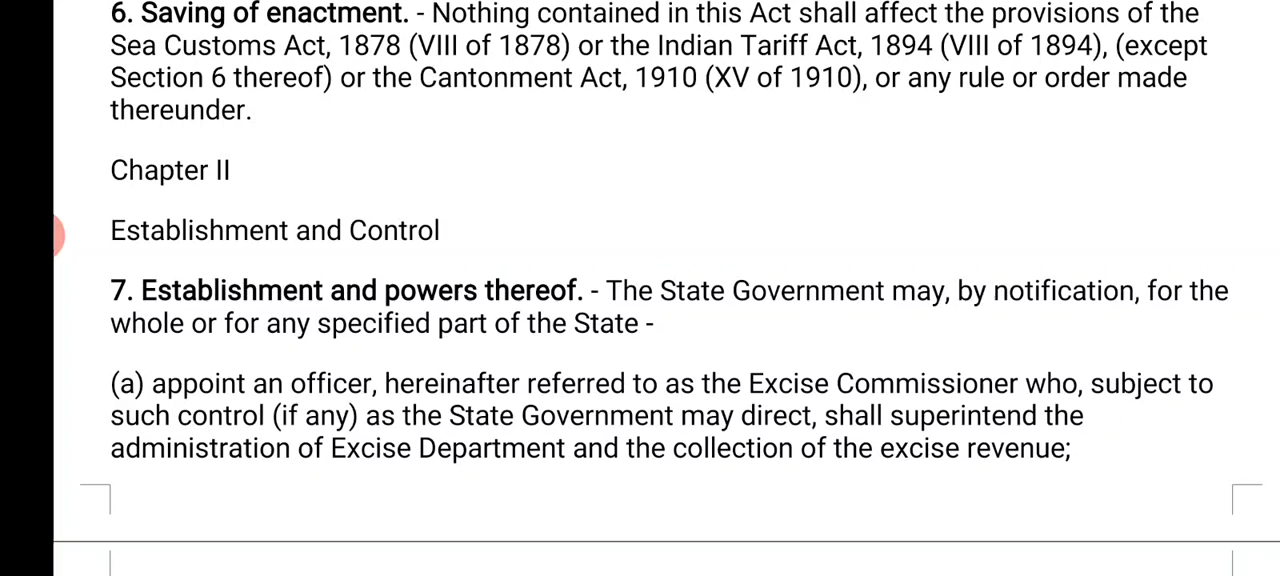 6. Saving of enactment. - Nothing contained in this Act shall affect the provisions of the
Sea Customs Act, 1878 (VIII of 1878) or the Indian Tariff Act, 1894 (VIII of 1894), (except
Section 6 thereof) or the Cantonment Act, 1910 (XV of 1910), or any rule or order made
thereunder.
Chapter II
Establishment and Control
7. Establishment and powers thereof. - The State Government may, by notification, for the
whole or for any specified part of the State -
(a) appoint an officer, hereinafter referred to as the Excise Commissioner who, subject to
such control (if any) as the State Government may direct, shall superintend the
administration of Excise Department and the collection of the excise revenue;